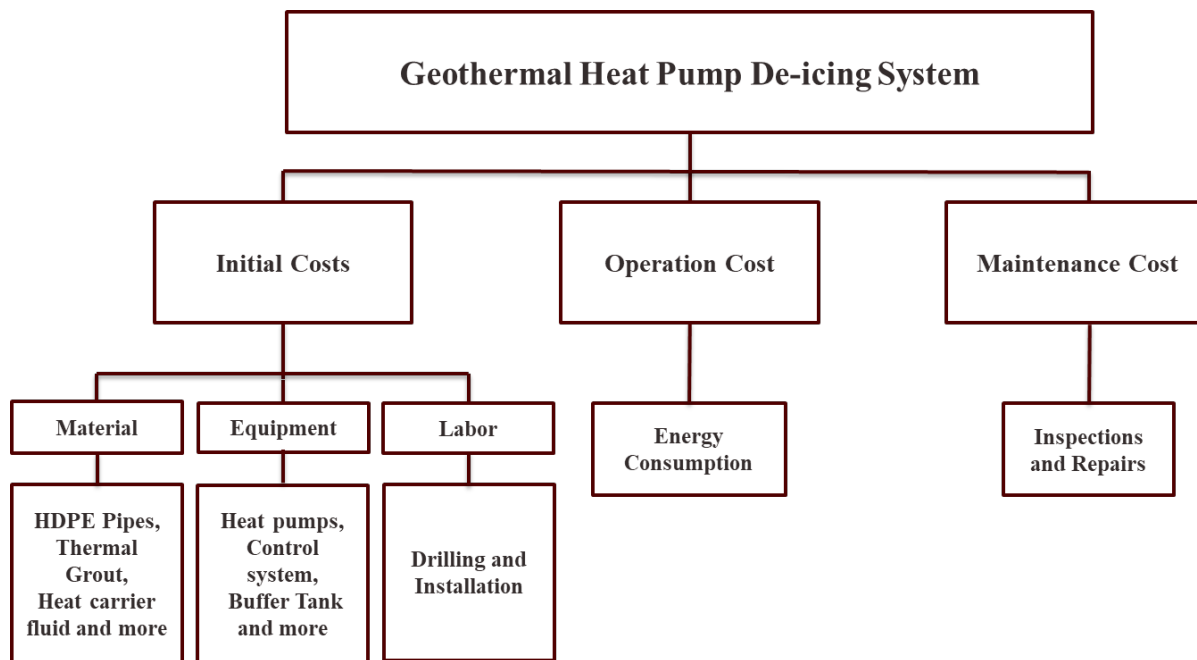 Geothermal Heat Pump De-icing System
Initial Costs
Operation Cost
Maintenance Cost
Material
Equipment
Labor
Energy
Consumption
Inspections
and Repairs
HDPE Pipes,
Thermal
Grout,
Heat carrier
fluid and more
Heat pumps,
Control
system,
Buffer Tank
and more
Drilling and
Installation